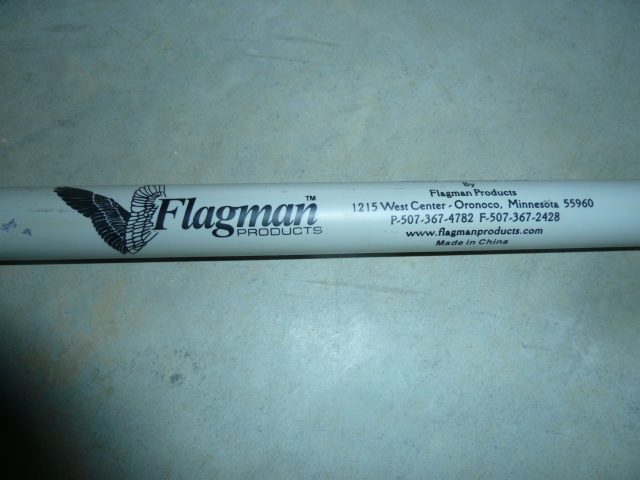 Flagman™
PRODUCTS
By
Flagman Products
1215 West Center - Oronoco, Minnesota 55960
P-507-367-4782 F-507-367-2428
www.flagmanproducts.com
Made in China